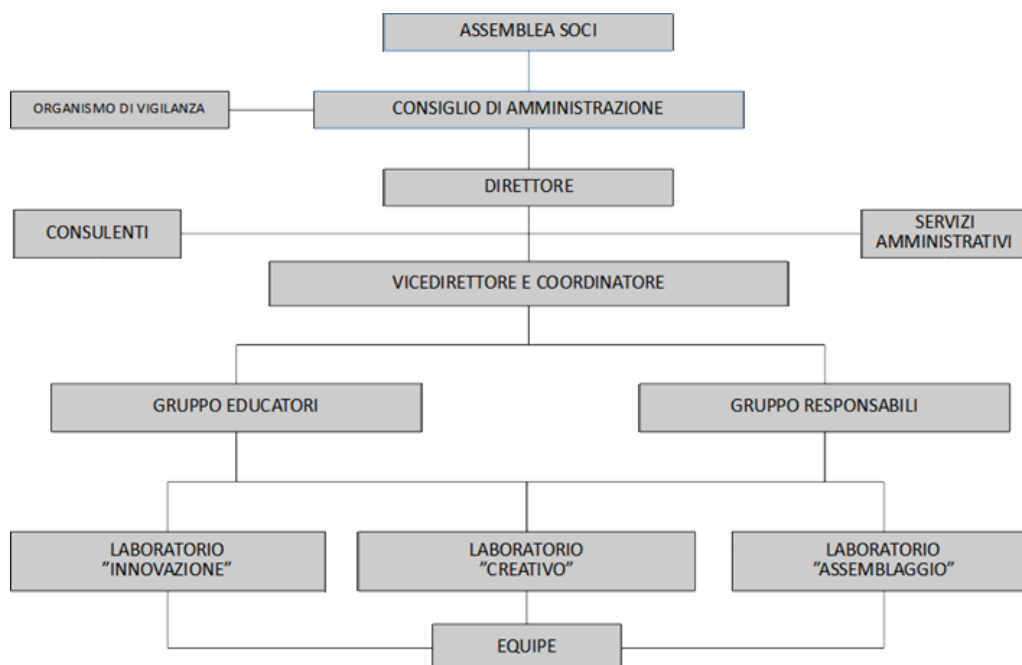 ASSEMBLEA SOCI
ORGANISMO DI VIGILANZA
CONSIGLIO DI AMMINISTRAZIONE
DIRETTORE
CONSULENTI
SERVIZI
AMMINISTRATIVI
VICEDIRETTORE E COORDINATORE
GRUPPO EDUCATORI
GRUPPO RESPONSABILI
LABORATORIO
”INNOVAZIONE”
LABORATORIO
”CREATIVO”
LABORATORIO
”ASSEMBLAGGIO”
EQUIPE